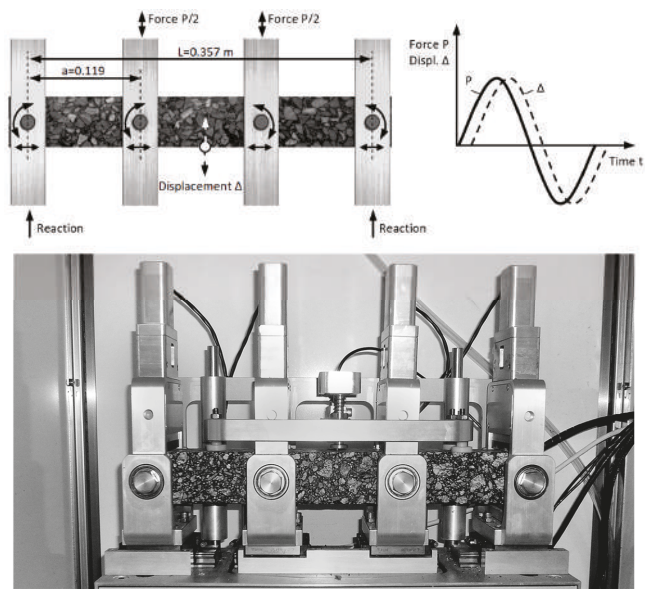 Force P/2
Force P/2
L=0.357 m
a=0.119
Displacement Δ
Reaction
Reaction
Force P
Displ. Δ
P
Δ
Time t